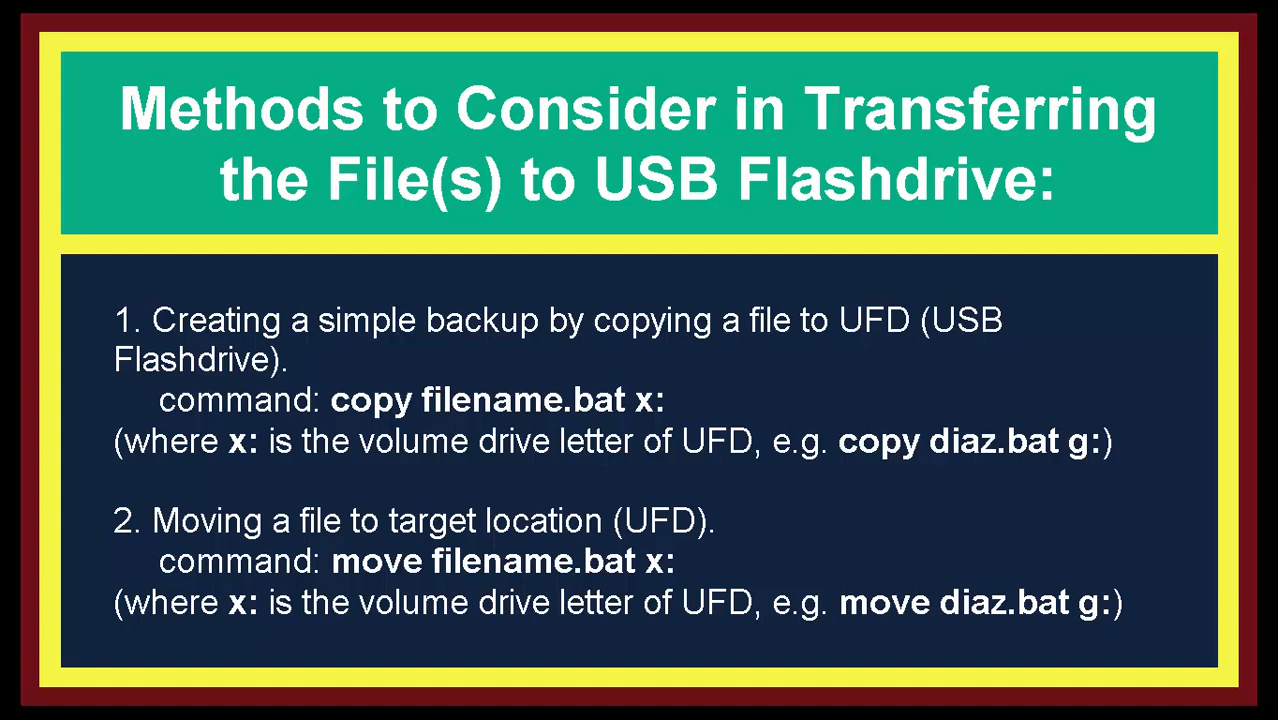 Methods to Consider in Transferring
the File(s) to USB Flashdrive:
1. Creating a simple backup by copying a file to UFD (USB
Flashdrive).
command: copy filename.bat x:
(where x: is the volume drive letter of UFD, e.g. copy diaz.bat g:)
2. Moving a file to target location (UFD).
command: move filename.bat x:
(where x: is the volume drive letter of UFD, e.g. move diaz.bat g:)